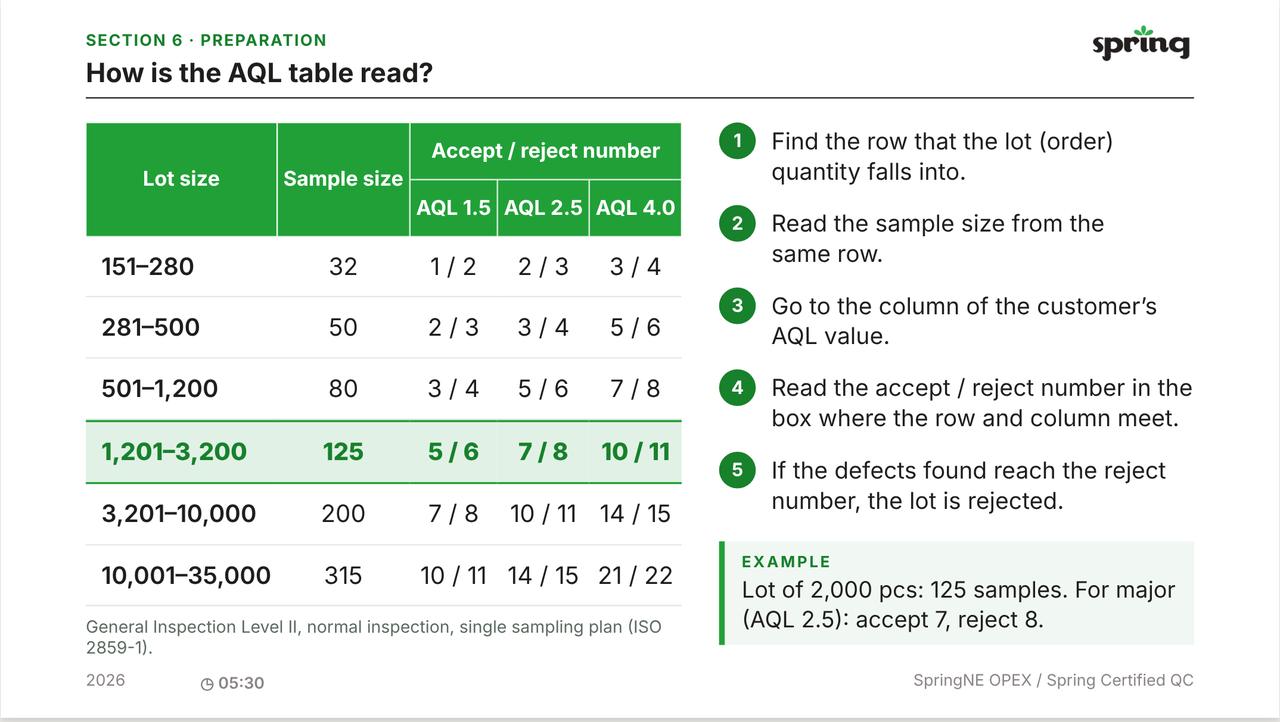 SECTION 6 · PREPARATION
spring
How is the AQL table read?
Lot size
Sample size
Accept / reject number
AQL 1.5
AQL 2.5
AQL 4.0
151–280 32 1 / 2 2 / 3 3 / 4
281–500 50 2 / 3 3 / 4 5 / 6
501–1,200 80 3 / 4 5 / 6 7 / 8
1,201–3,200 125 5 / 6 7 / 8 10 / 11
3,201–10,000 200 7 / 8 10 / 11 14 / 15
10,001–35,000 315 10 / 11 14 / 15 21 / 22
General Inspection Level II, normal inspection, single sampling plan (ISO
2859-1).
1 Find the row that the lot (order)
quantity falls into.
2 Read the sample size from the
same row.
3 Go to the column of the customer’s
AQL value.
4 Read the accept / reject number in the
box where the row and column meet.
5 If the defects found reach the reject
number, the lot is rejected.
EXAMPLE
Lot of 2,000 pcs: 125 samples. For major
(AQL 2.5): accept 7, reject 8.
2026
05:30
SpringNE OPEX / Spring Certified QC